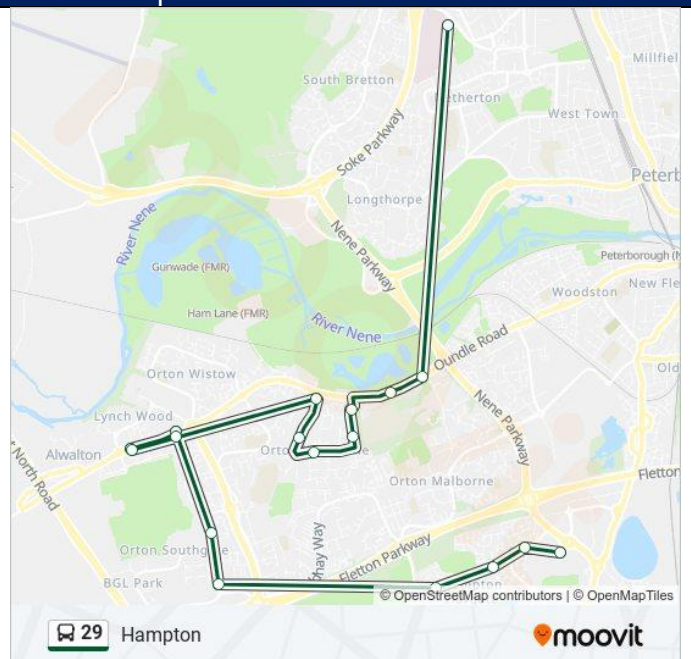 South Bretton
Netherton
Millfiel
West Town
Soke Parkway
Peterb
Longthorpe
River Nene
Nene Parkway
Gunwade (FMR)
Peterborough (N
Woodston
New Fle
Ham Lane (FMR)
River Nene
Oundle Road
Orton Wistow
Old
Nene Parkway
Lynch Wood
Alwalton
North Road
Fletton
Orton Malborne
Orton Southgate
Fletton Parkway
BGL Park
© OpenStreetMap contributors | © OpenMapTiles
29 Hampton
moovit